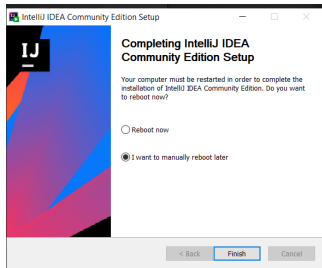 IntelliJ IDEA Community Edition Setup
IJ
Completing IntelliJ IDEA
Community Edition Setup
Your computer must be restarted in order to complete the
installation of IntelliJ IDEA Community Edition. Do you want
to reboot now?
Reboot now
I want to manually reboot later
< Back Finish Cancel